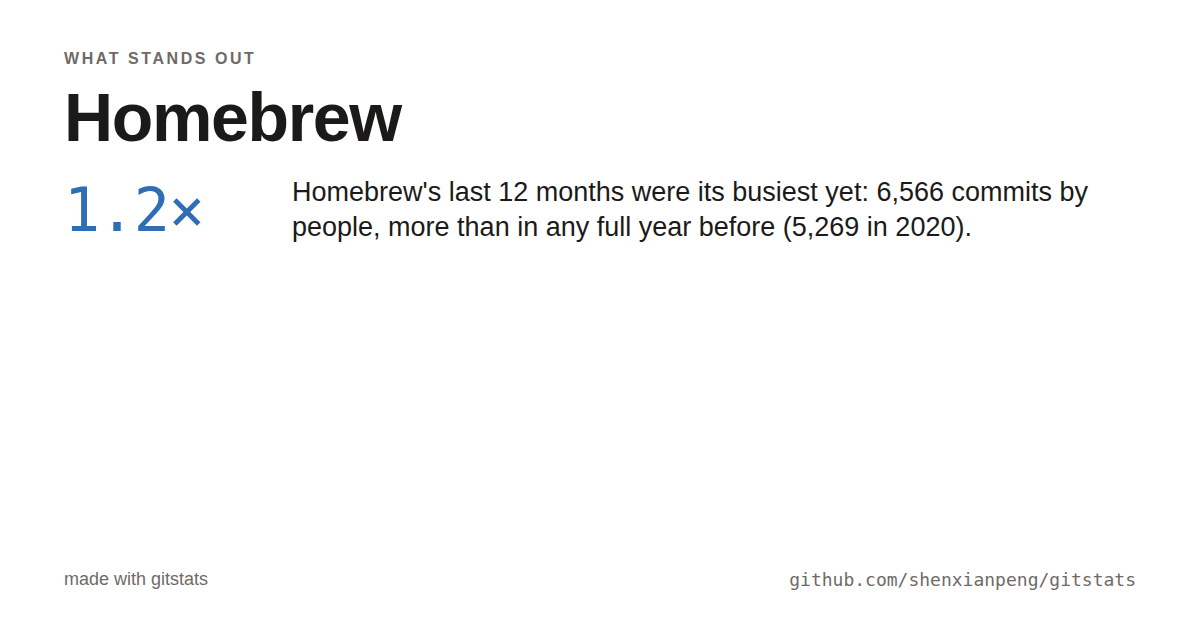 WHAT STANDS OUT
Homebrew
1.2×
Homebrew's last 12 months were its busiest yet: 6,566 commits by
people, more than in any full year before (5,269 in 2020).
made with gitstats
github.com/shenxianpeng/gitstats